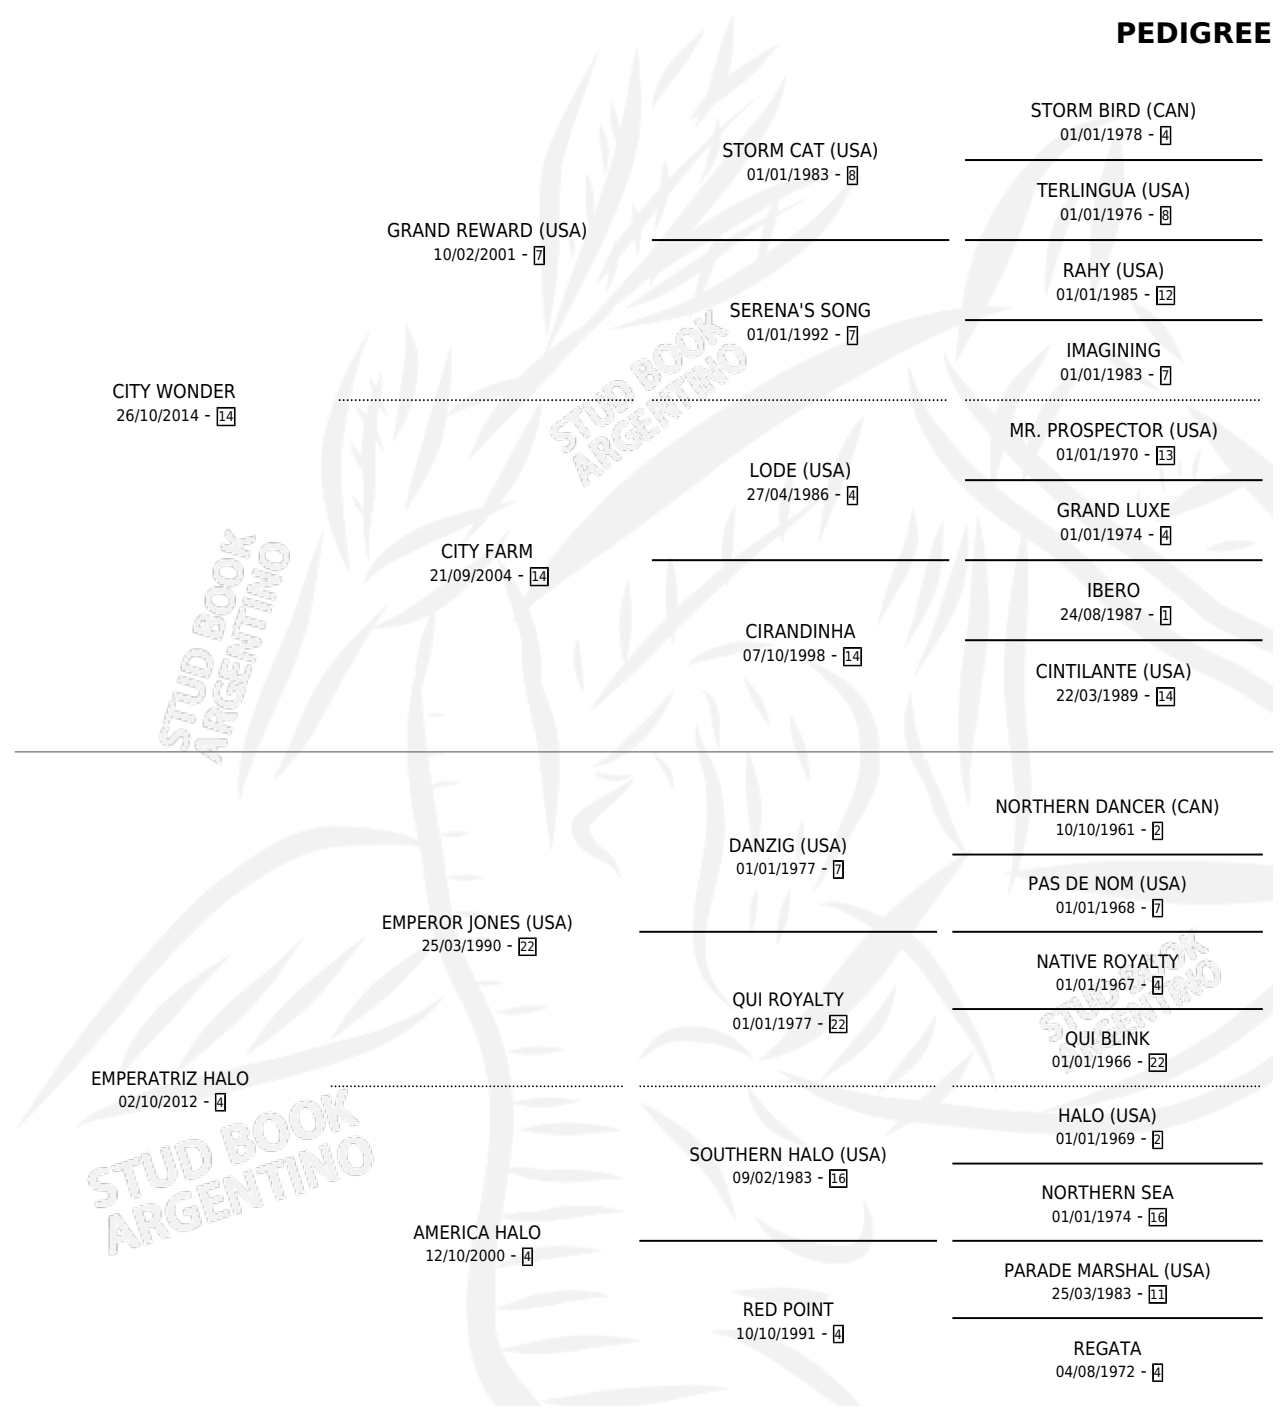 PEDIGREE
STORM BIRD (CAN)
01/01/1978 - 4
STORM CAT (USA)
01/01/1983 - 8
TERLINGUA (USA)
01/01/1976 - 8
GRAND REWARD (USA)
10/02/2001 - 7
RAHY (USA)
01/01/1985 - 12
SERENA'S SONG
01/01/1992 - 7
IMAGINING
01/01/1983 - 7
CITY WONDER
26/10/2014 - 14
MR. PROSPECTOR (USA)
01/01/1970 - 13
LODE (USA)
27/04/1986 - 4
GRAND LUXE
01/01/1974 - 4
CITY FARM
21/09/2004 - 14
IBERO
24/08/1987 - 1
CIRANDINHA
07/10/1998 - 14
CINTILANTE (USA)
22/03/1989 - 14
NORTHERN DANCER (CAN)
10/10/1961 - 2
DANZIG (USA)
01/01/1977 - 7
PAS DE NOM (USA)
01/01/1968 - 7
EMPEROR JONES (USA)
25/03/1990 - 22
NATIVE ROYALTY
01/01/1967 - 4
QUI ROYALTY
01/01/1977 - 22
QUI BLINK
01/01/1966 - 22
EMPERATRIZ HALO
02/10/2012 - 4
HALO (USA)
01/01/1969 - 2
SOUTHERN HALO (USA)
09/02/1983 - 16
NORTHERN SEA
01/01/1974 - 16
AMERICA HALO
12/10/2000 - 4
PARADE MARSHAL (USA)
25/03/1983 - 11
RED POINT
10/10/1991 - 4
REGATA
04/08/1972 - 4
STUD BOOK
ARGENTINO
STUD BOOK
ARGENTINO
STUD BOOK
ARGENTINO
STUD BOOK
ARGENTINO